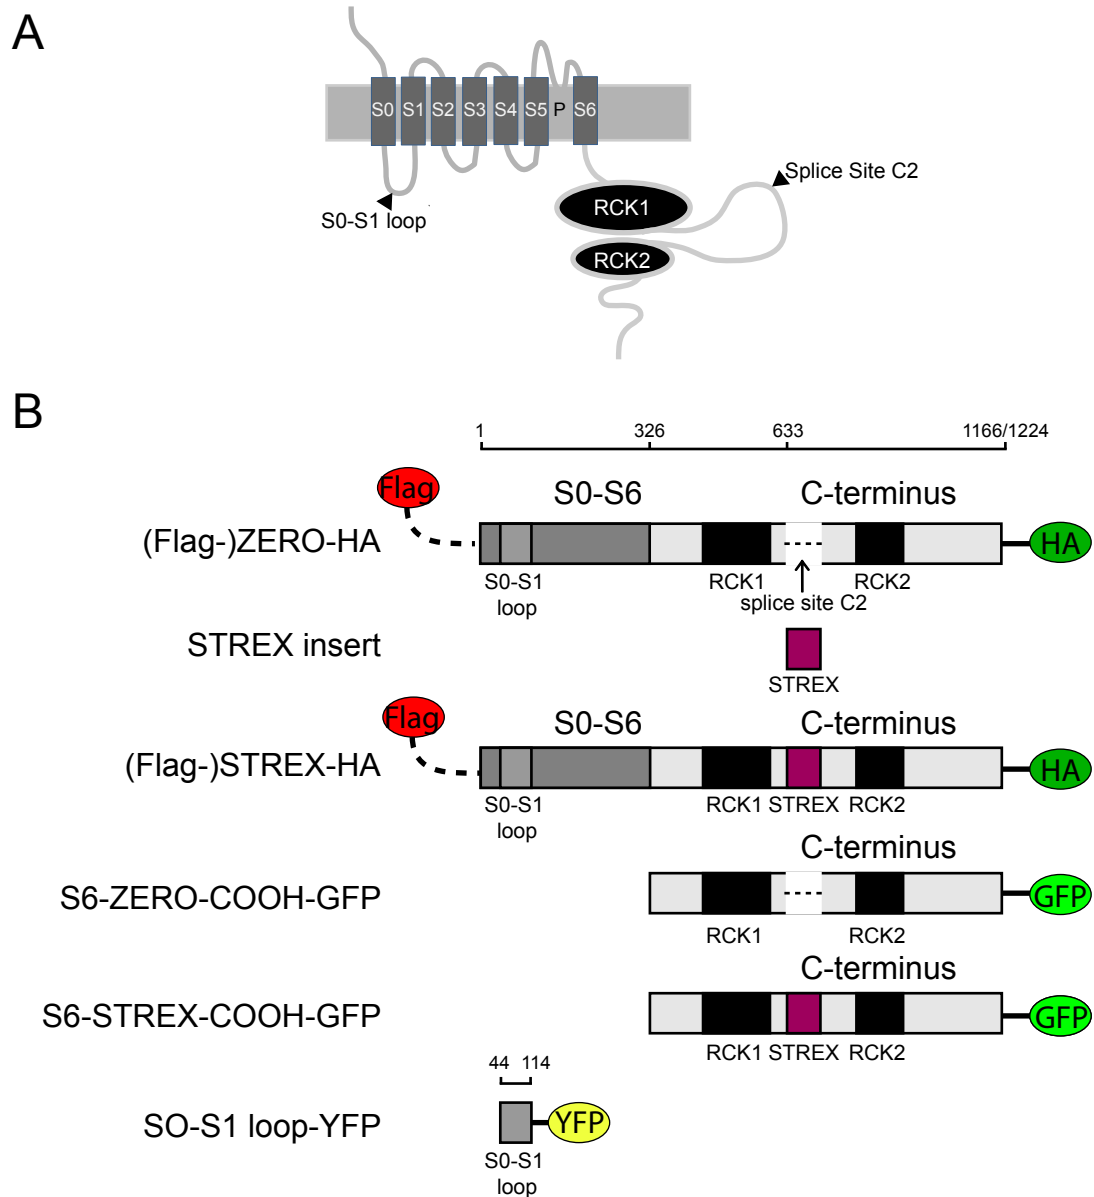 A
S0 S1 S2 S3 S4 S5 P S6
Splice Site C2
S0-S1 loop
RCK1
RCK2
B
1 326 633 1166/1224
Flag
S0-S6 C-terminus
(Flag-)ZERO-HA
HA
S0-S1
loop
RCK1 RCK2
splice site C2
STREX insert
STREX
Flag
S0-S6 C-terminus
(Flag-)STREX-HA
HA
S0-S1
loop
RCK1 STREX RCK2
C-terminus
S6-ZERO-COOH-GFP
GFP
RCK1 RCK2
C-terminus
S6-STREX-COOH-GFP
GFP
RCK1 STREX RCK2
44 114
SO-S1 loop-YFP
YFP
S0-S1
loop